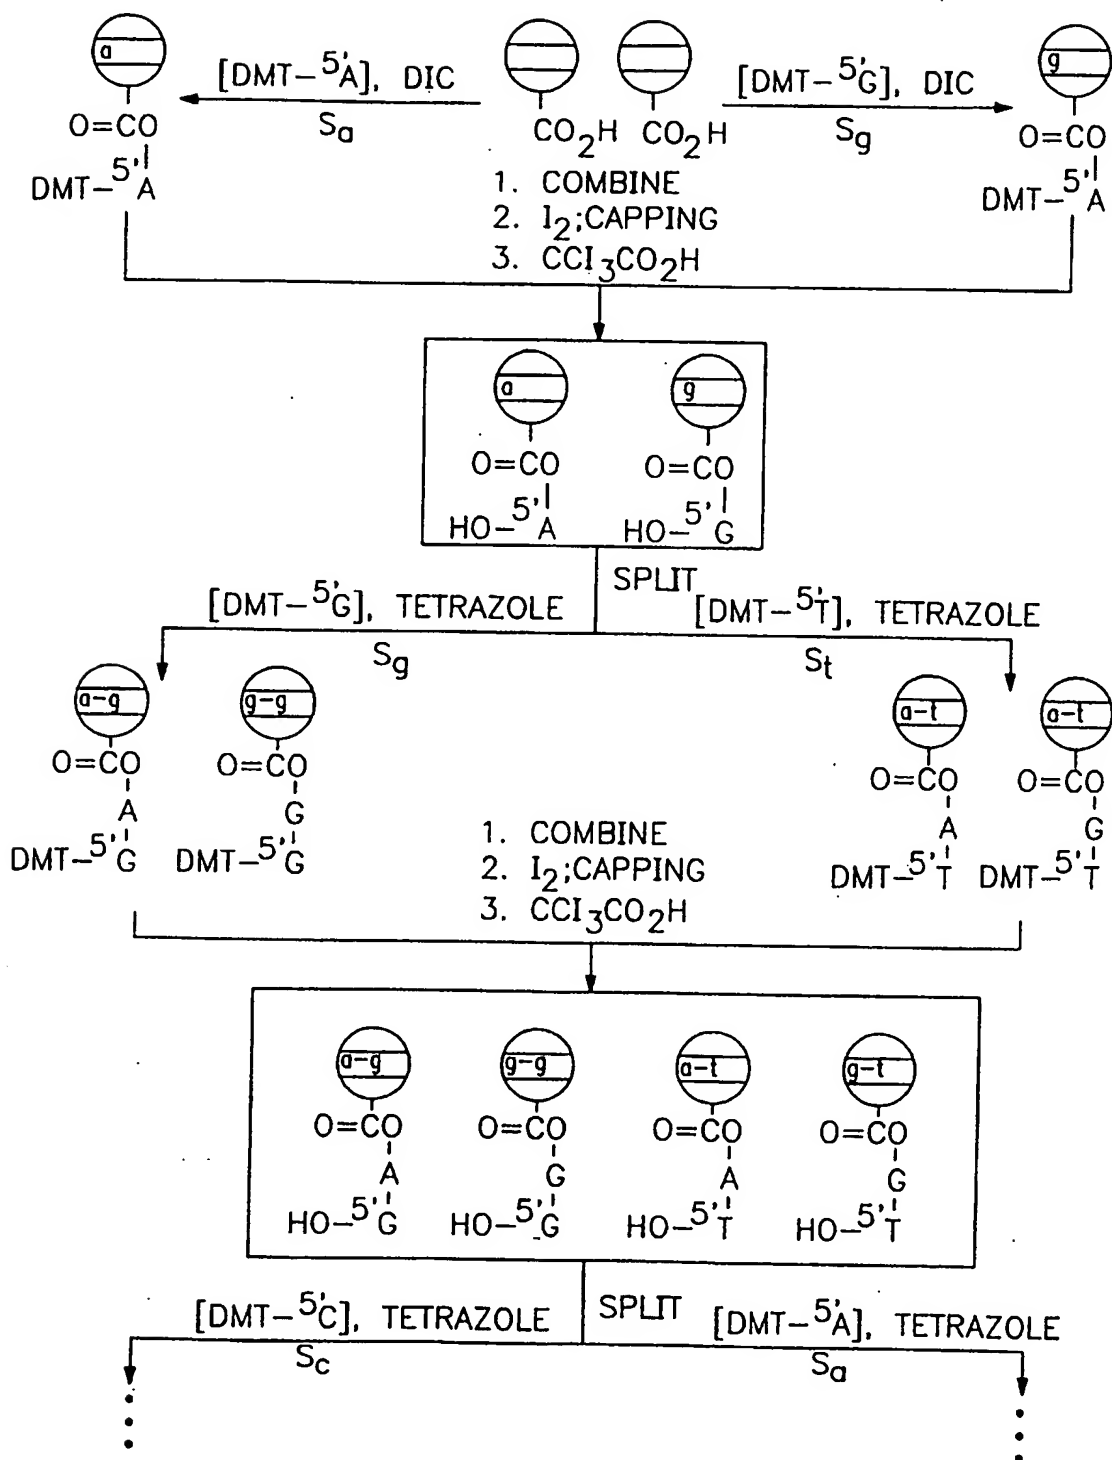 a
g
[DMT-5'A], DIC
Sa
[DMT-5'G], DIC
Sg
CO2H CO2H
O=CO
DMT-5'A
O=CO
DMT-5'A
1. COMBINE
2. I2;CAPPING
3. CCl3CO2H
a g
O=CO O=CO
HO-5'A HO-5'G
SPLIT
[DMT-5'G], TETRAZOLE
Sg
[DMT-5'T], TETRAZOLE
St
a-g g-g a-t a-t
O=CO O=CO O=CO O=CO
A G A G
DMT-5'G DMT-5'G DMT-5'T DMT-5'T
1. COMBINE
2. I2;CAPPING
3. CCl3CO2H
a-g g-g a-t g-t
O=CO O=CO O=CO O=CO
A G A G
HO-5'G HO-5'G HO-5'T HO-5'T
SPLIT
[DMT-5'C], TETRAZOLE
Sc
[DMT-5'A], TETRAZOLE
Sa